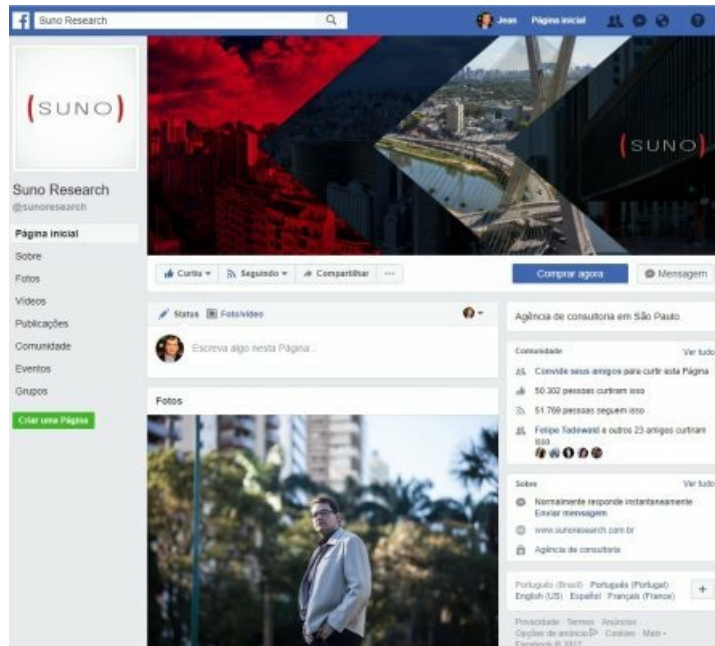 Suno Research
Jean
Página inicial
(SUNO)
(SUNO)
Suno Research
@sunoresearch
Página inicial
Sobre
Fotos
Vídeos
Publicações
Comunidade
Eventos
Grupos
Criar uma Página
Curtiu
Seguindo
Compartilhar
Comprar agora
Mensagem
Status
Foto/vídeo
Escreva algo nesta Página...
Fotos
Agência de consultoria em São Paulo
Comunidade
Ver tudo
Convide seus amigos para curtir esta Página
50.302 pessoas curtiram isso
51.769 pessoas seguem isso
Felipe Tadewald e outros 23 amigos curtiram
isso
Sobre
Ver tudo
Normalmente responde instantaneamente
Enviar mensagem
www.sunoresearch.com.br
Agência de consultoria
Português (Brasil) · Português (Portugal) ·
English (US) · Español · Français (France)
Privacidade · Termos · Anúncios ·
Opções de anúncio · Cookies · Mais
Facebook © 2017